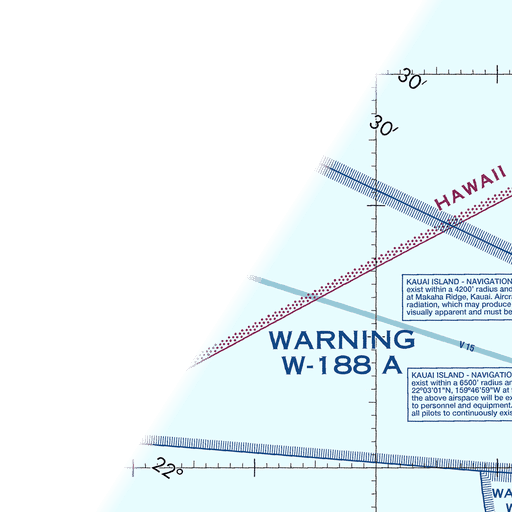 30'
30'
HAWAII
KAUAI ISLAND - NAVIGATION
exist within a 4200' radius and
at Makaha Ridge, Kauai. Aircr
radiation, which may produce
visually apparent and must be
WARNING
W-188 A
V 15
KAUAI ISLAND - NAVIGATION
exist within a 6500' radius an
22°03'01"N, 159°46'59"W at
the above airspace will be ex
to personnel and equipment.
all pilots to continuously exis
22°
WA
W